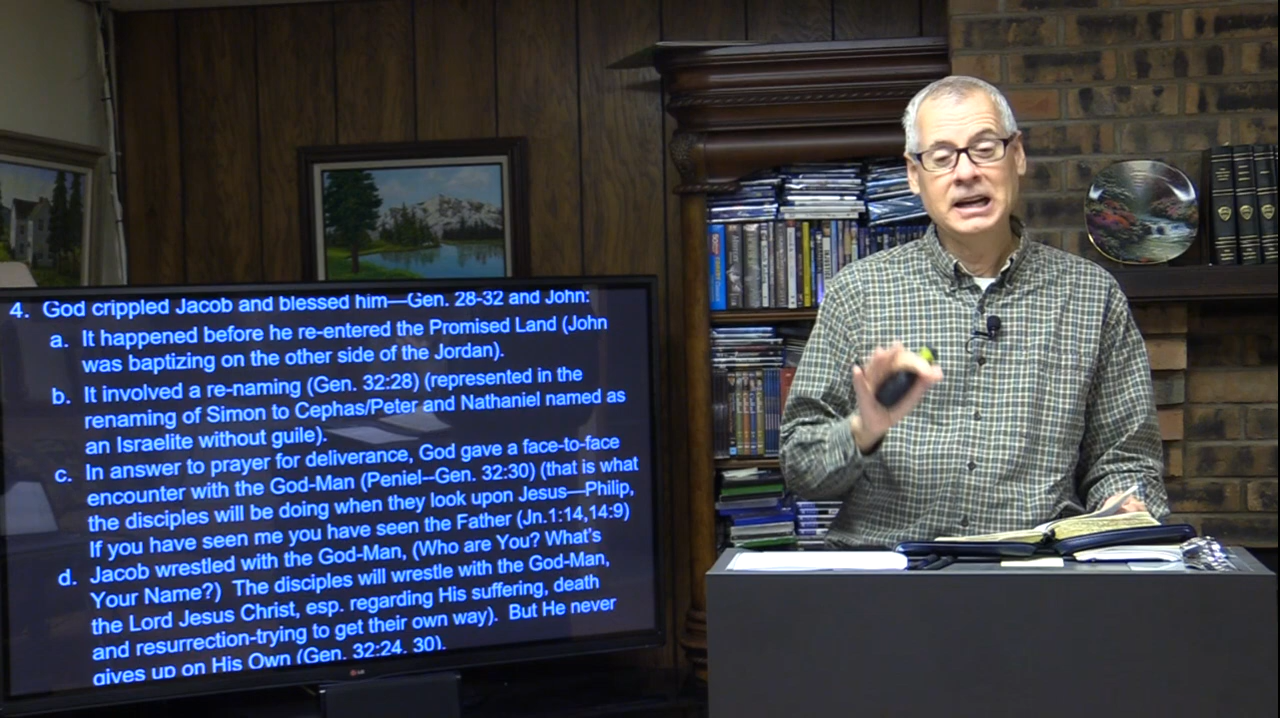 4. God crippled Jacob and blessed him—Gen. 28-32 and John:
a. It happened before he re-entered the Promised Land (John
was baptizing on the other side of the Jordan).
b. It involved a re-naming (Gen. 32:28) (represented in the
renaming of Simon to Cephas/Peter and Nathaniel named as
an Israelite without guile).
c. In answer to prayer for deliverance, God gave a face-to-face
encounter with the God-Man (Peniel--Gen. 32:30) (that is what
the disciples will be doing when they look upon Jesus—Philip,
If you have seen me you have seen the Father (Jn.1:14,14:9)
d. Jacob wrestled with the God-Man, (Who are You? What's
Your Name?) The disciples will wrestle with the God-Man,
the Lord Jesus Christ, esp. regarding His suffering, death
and resurrection-trying to get their own way). But He never
gives up on His Own (Gen. 32:24, 30).
LG